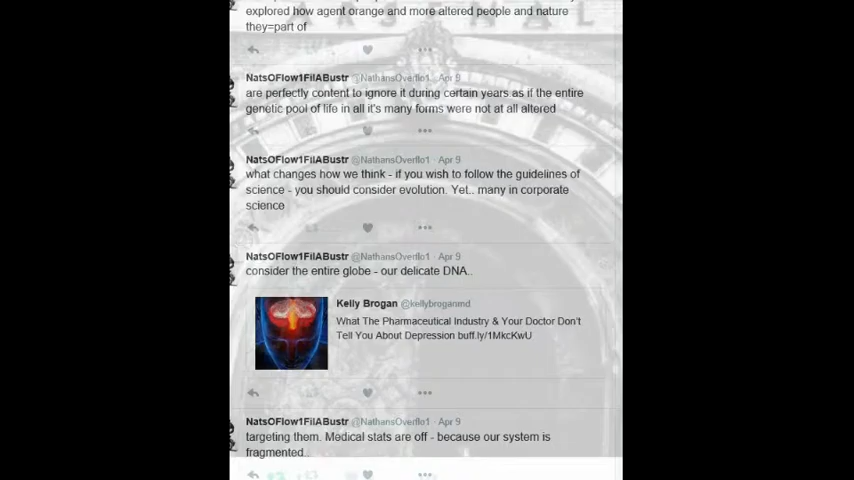 explored how agent orange and more altered people and nature
they=part of
NatsOFlow1FilABustr @NathansOverflo1 · Apr 9
are perfectly content to ignore it during certain years as if the entire
genetic pool of life in all it's many forms were not at all altered
NatsOFlow1FilABustr @NathansOverflo1 · Apr 9
what changes how we think - if you wish to follow the guidelines of
science - you should consider evolution. Yet.. many in corporate
science
NatsOFlow1FilABustr @NathansOverflo1 · Apr 9
consider the entire globe - our delicate DNA..
Kelly Brogan @kellybroganmd
What The Pharmaceutical Industry & Your Doctor Don't
Tell You About Depression buff.ly/1MkcKwU
NatsOFlow1FilABustr @NathansOverflo1 · Apr 9
targeting them. Medical stats are off - because our system is
fragmented